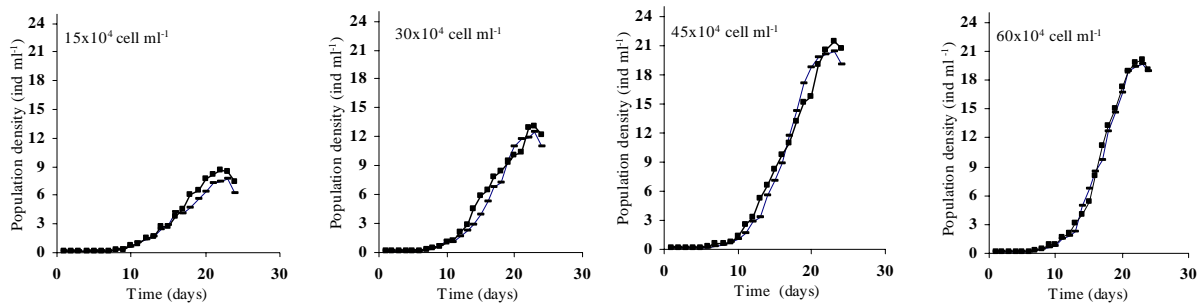 15x10⁴ cell ml⁻¹
Population density (ind ml⁻¹)
24
21
18
15
12
9
6
3
0
0 10 20 30
Time (days)
30x10⁴ cell ml⁻¹
Population density (ind ml⁻¹)
24
21
18
15
12
9
6
3
0
0 10 20 30
Time (days)
45x10⁴ cell ml⁻¹
Population density (ind ml⁻¹)
24
21
18
15
12
9
6
3
0
0 10 20 30
Time (days)
60x10⁴ cell ml⁻¹
Population density (ind ml⁻¹)
24
21
18
15
12
9
6
3
0
0 10 20 30
Time (days)